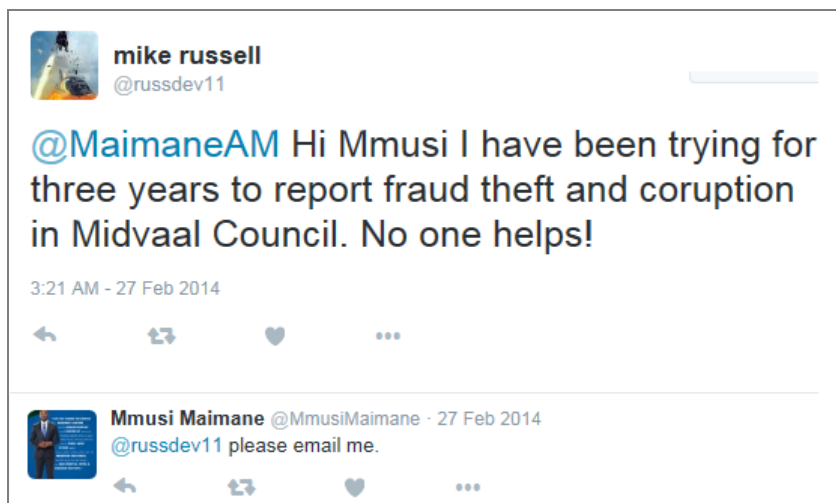 mike russell
@russdev11
@MaimaneAM Hi Mmusi I have been trying for
three years to report fraud theft and coruption
in Midvaal Council. No one helps!
3:21 AM - 27 Feb 2014
Mmusi Maimane @MmusiMaimane · 27 Feb 2014
@russdev11 please email me.